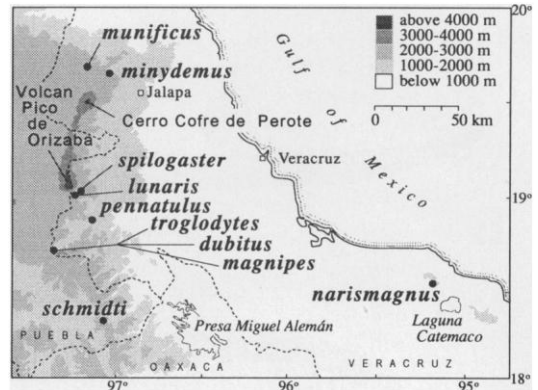 20°
above 4000 m
3000-4000 m
2000-3000 m
1000-2000 m
below 1000 m
0 50 km
munificus
minydemus
Jalapa
Gulf of Mexico
Volcan
Pico
de
Orizaba
Cerro Cofre de Perote
Veracruz
spilogaster
lunaris
19°
pennatulus
troglodytes
dubitus
magnipes
narismagnus
schmidti
Laguna
Catemaco
Presa Miguel Alemán
PUEBLA
OAXACA
VERACRUZ
18°
97°
96°
95°